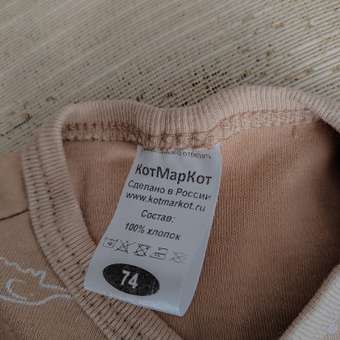 КотМарКот
Сделано в России
www.kotmarkot.ru
Состав:
100% хлопок
74